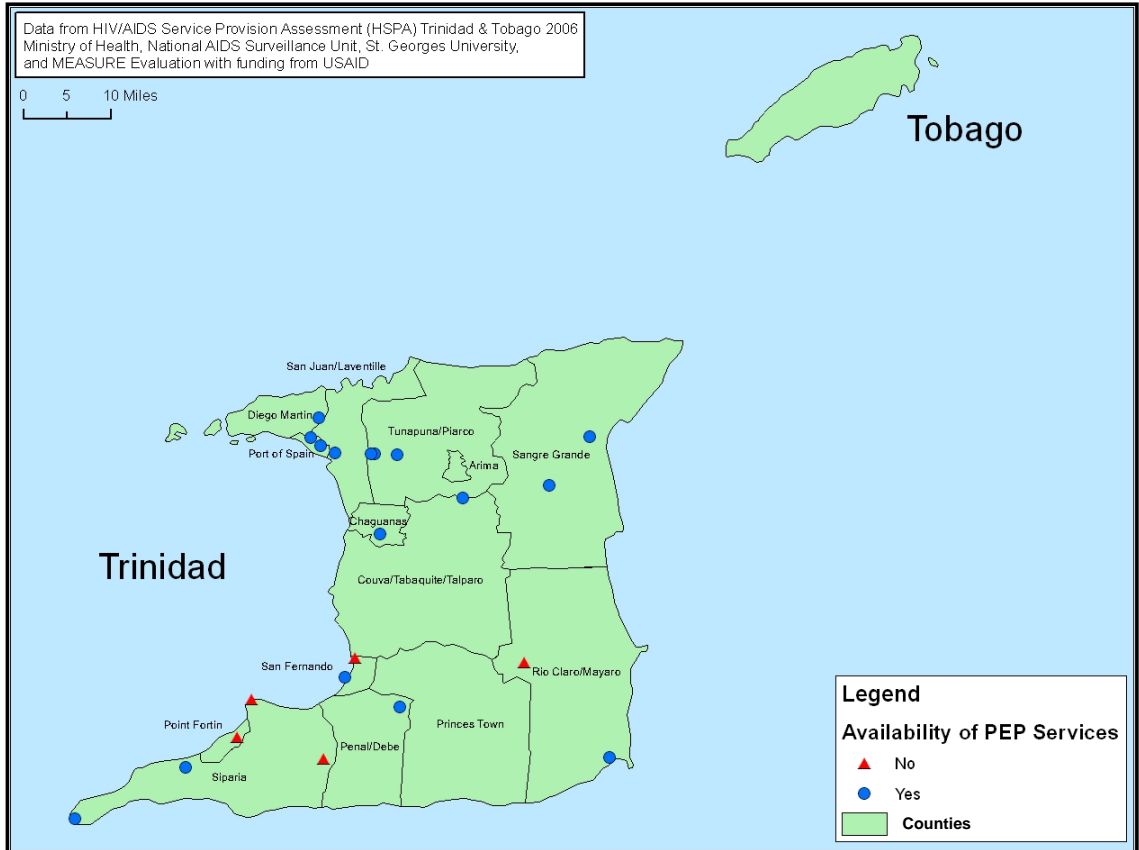 Data from HIV/AIDS Service Provision Assessment (HSPA) Trinidad & Tobago 2006
Ministry of Health, National AIDS Surveillance Unit, St. Georges University,
and MEASURE Evaluation with funding from USAID
0 5 10 Miles
Tobago
San Juan/Laventille
Diego Martin
Tunapuna/Piarco
Port of Spain
Sangre Grande
Arima
Chaguanas
Trinidad
Couva/Tabaquite/Talparo
San Fernando
Rio Claro/Mayaro
Point Fortin
Princes Town
Penal/Debe
Siparia
Legend
Availability of PEP Services
No
Yes
Counties